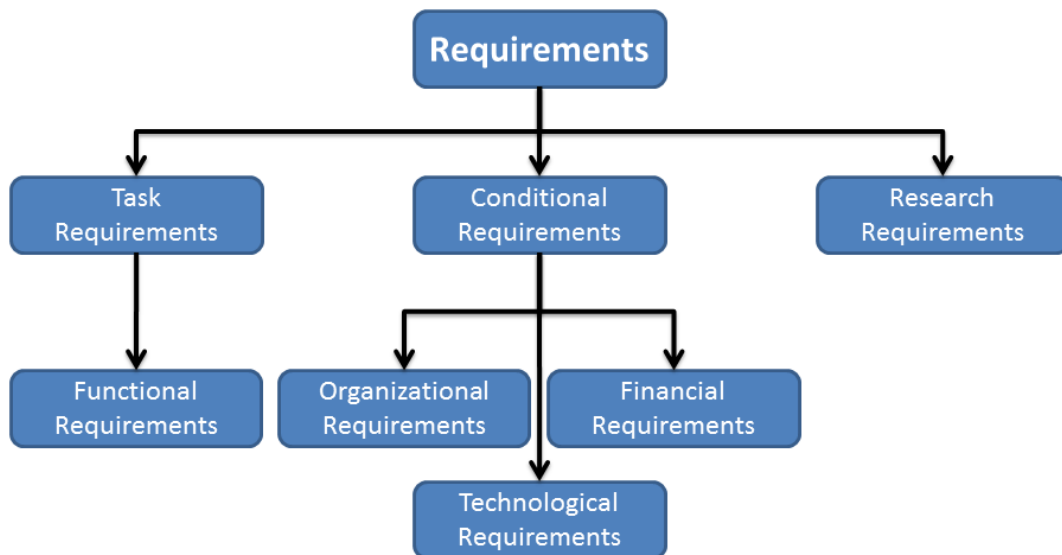 Requirements
Task
Requirements
Conditional
Requirements
Research
Requirements
Functional
Requirements
Organizational
Requirements
Financial
Requirements
Technological
Requirements